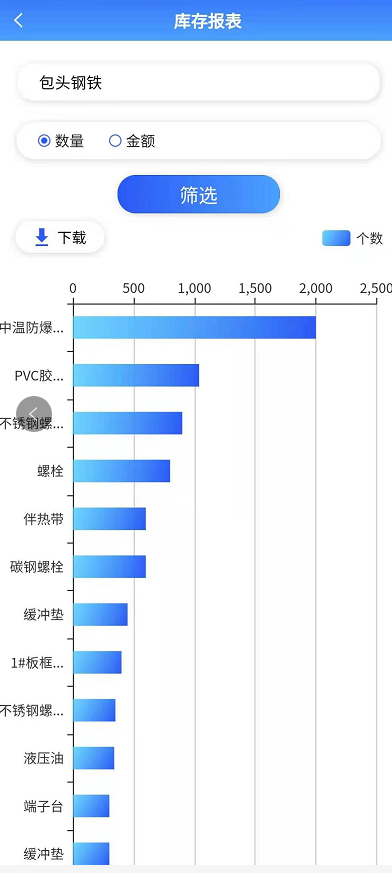 库存报表
包头钢铁
数量 金额
筛选
下载 个数
0 500 1,000 1,500 2,000 2,500
中温防爆...
PVC胶...
不锈钢螺...
螺栓
伴热带
碳钢螺栓
缓冲垫
1#板框...
不锈钢螺...
液压油
端子台
缓冲垫